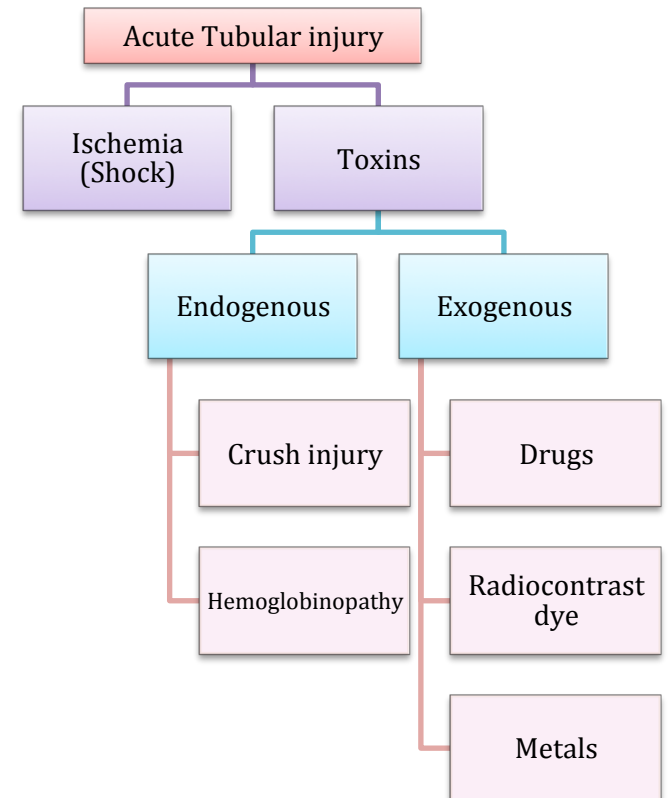 Acute Tubular injury
Ischemia
(Shock)
Toxins
Endogenous
Exogenous
Crush injury
Drugs
Hemoglobinopathy
Radiocontrast
dye
Metals